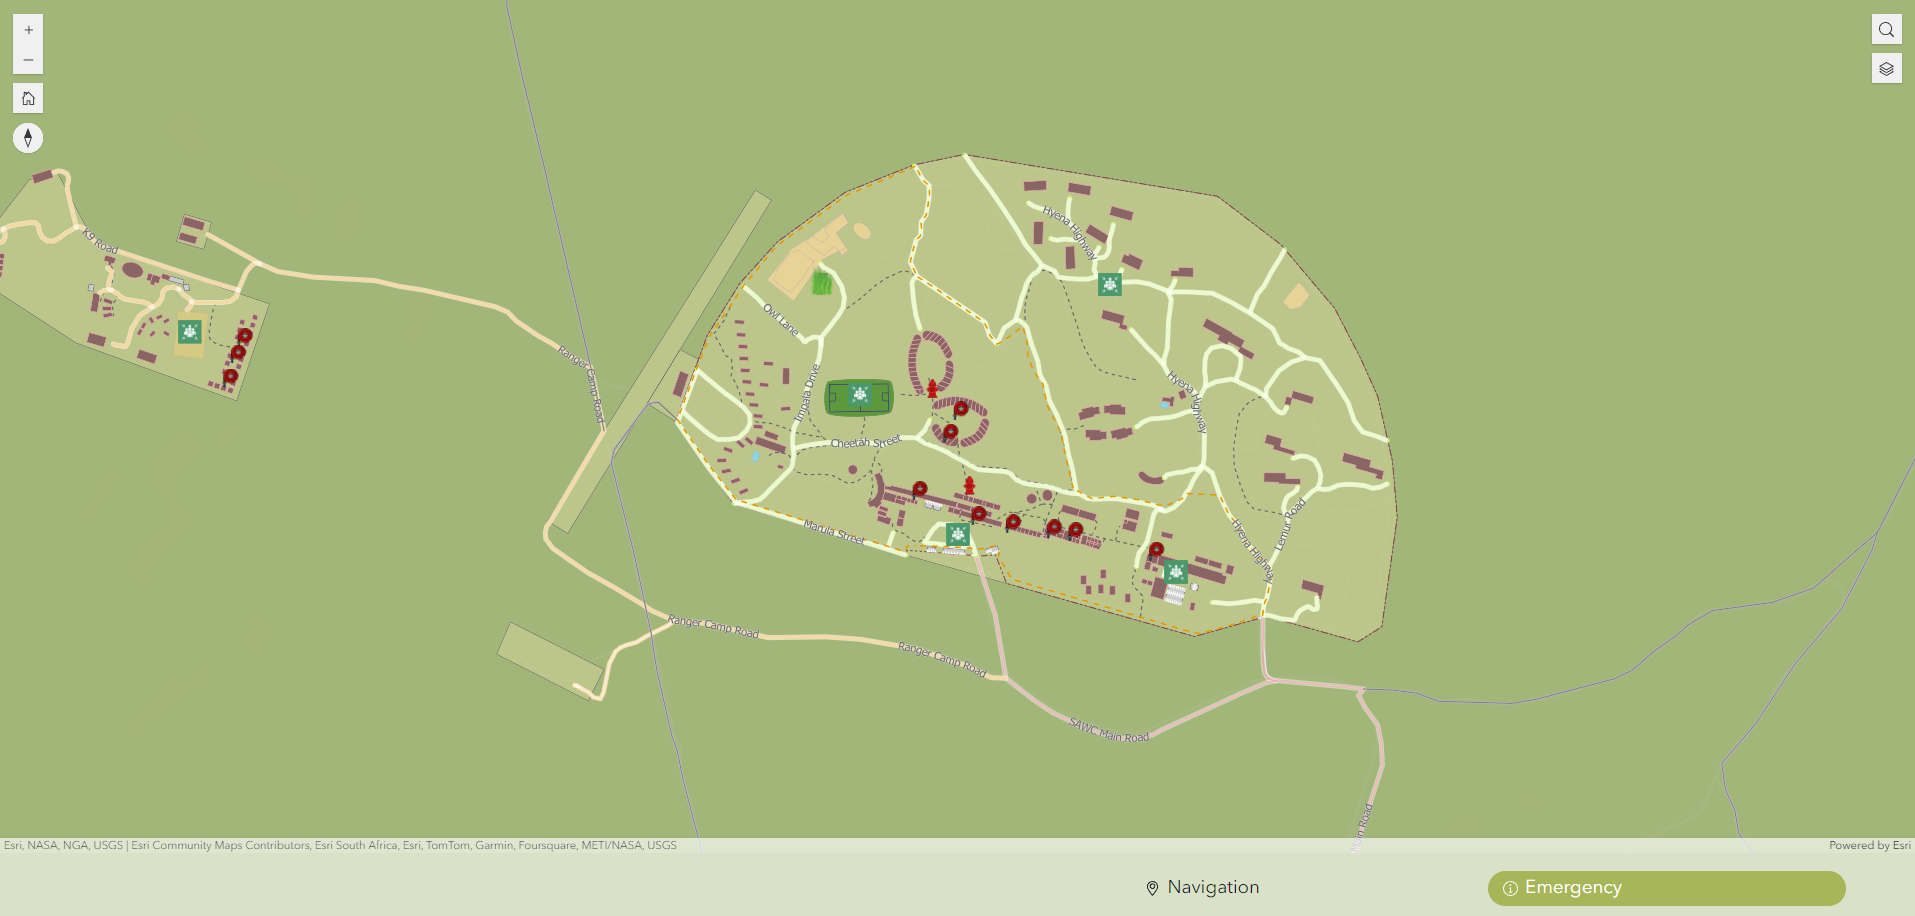 +
−
Hyena Highway
K9 Road
Owl Lane
Ranger Camp Road
Impala Drive
Hyena Highway
Cheetah Street
Marula Street
Lemur Road
Hyena Highway
Ranger Camp Road
Ranger Camp Road
SAWC Main Road
Main Road
Esri, NASA, NGA, USGS | Esri Community Maps Contributors, Esri South Africa, Esri, TomTom, Garmin, Foursquare, METI/NASA, USGS
Powered by Esri
Navigation
Emergency